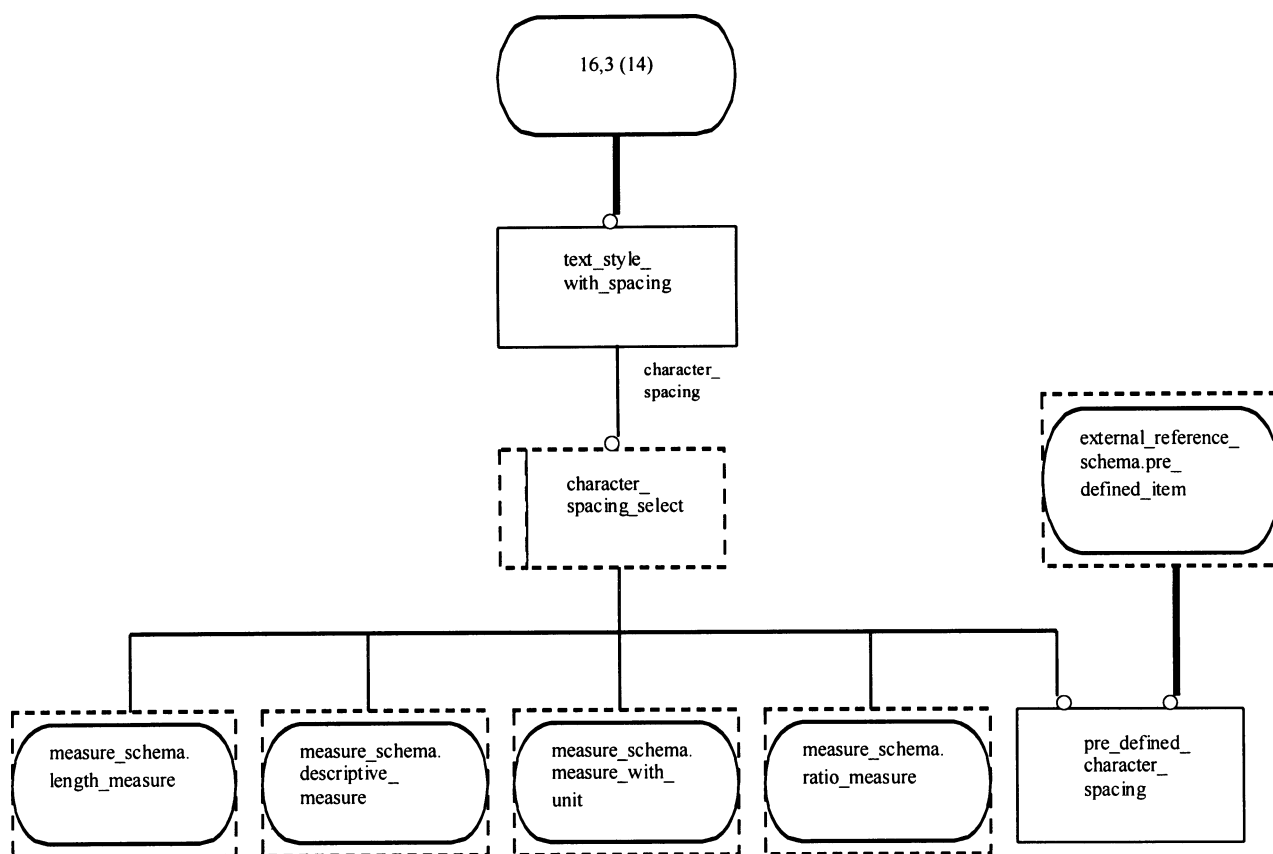 16,3 (14)
text_style_
with_spacing
character_
spacing
character_
spacing_select
external_reference_
schema.pre_
defined_item
measure_schema.
length_measure
measure_schema.
descriptive_
measure
measure_schema.
measure_with_
unit
measure_schema.
ratio_measure
pre_defined_
character_
spacing